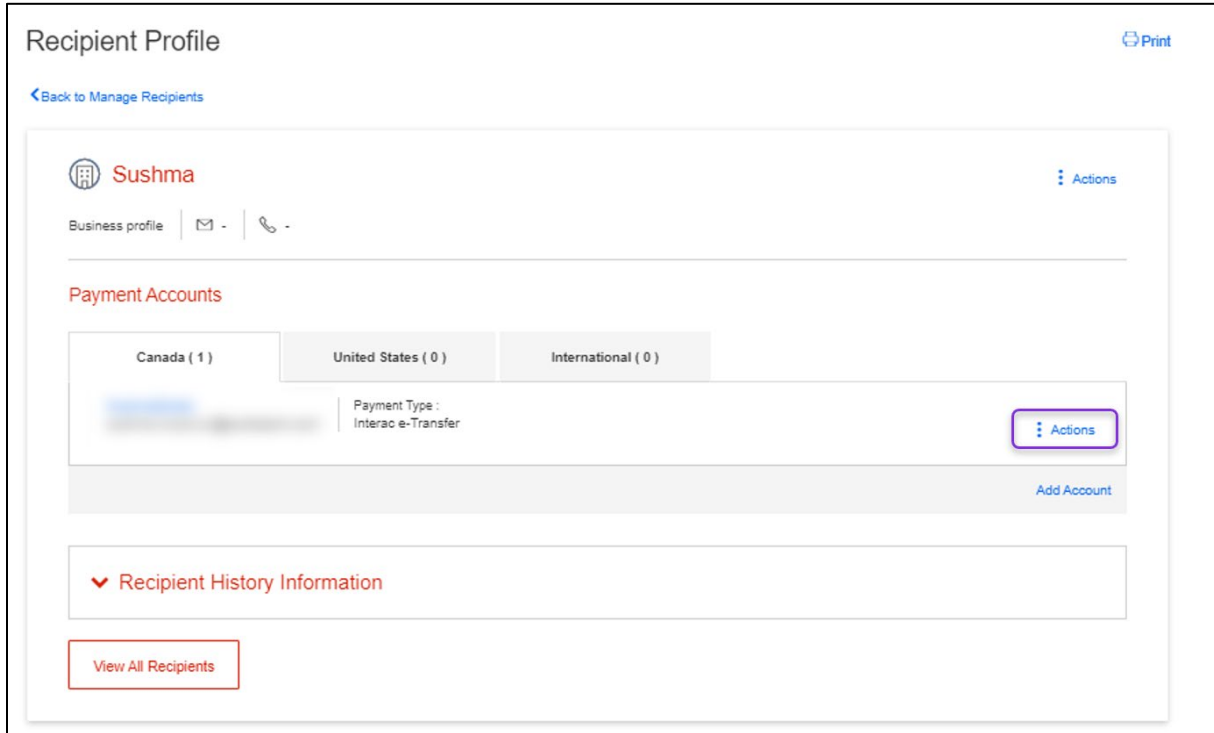 Recipient Profile
Print
Back to Manage Recipients
Sushma
Actions
Business profile - -
Payment Accounts
Canada ( 1 )
United States ( 0 )
International ( 0 )
Payment Type :
Interac e-Transfer
Actions
Add Account
Recipient History Information
View All Recipients